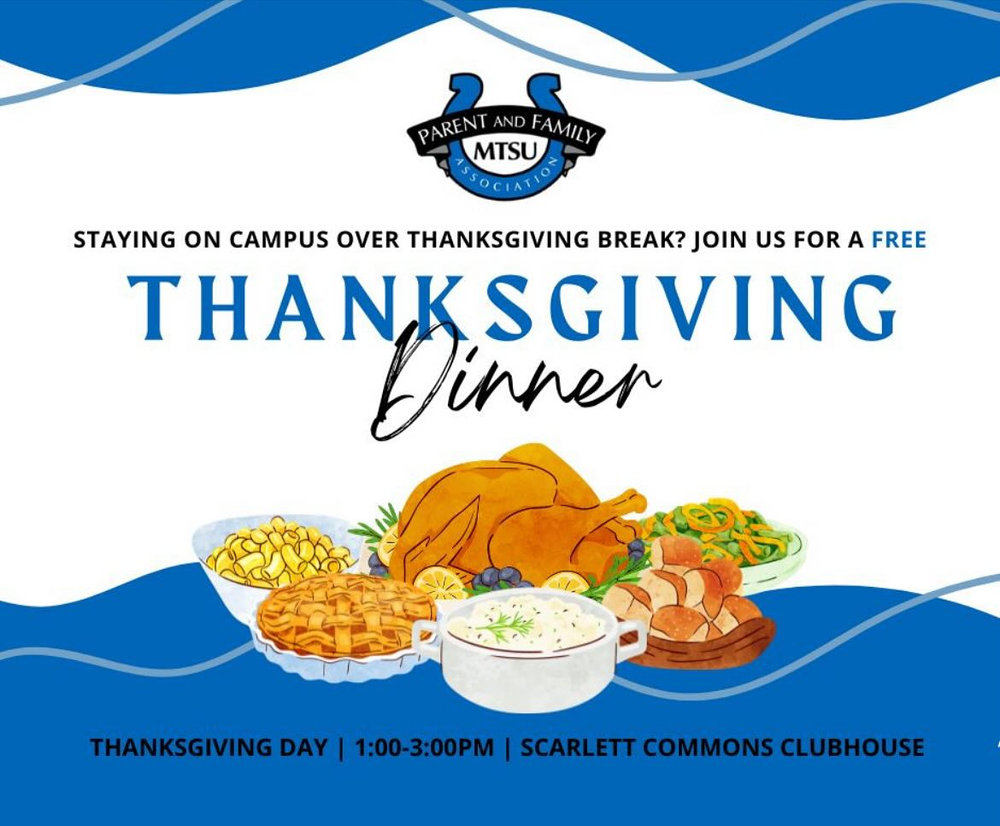 PARENT AND FAMILY
MTSU
ASSOCIATION
STAYING ON CAMPUS OVER THANKSGIVING BREAK? JOIN US FOR A FREE
THANKSGIVING
Dinner
THANKSGIVING DAY | 1:00-3:00PM | SCARLETT COMMONS CLUBHOUSE